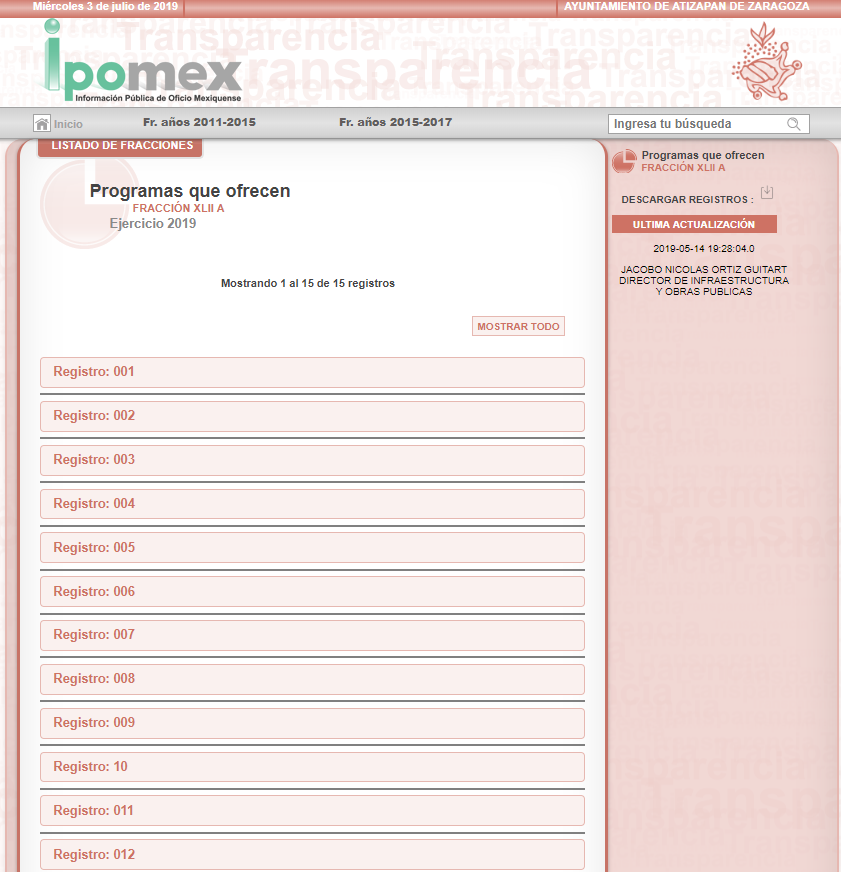 Miércoles 3 de julio de 2019
AYUNTAMIENTO DE ATIZAPAN DE ZARAGOZA
ipomex
Información Pública de Oficio Mexiquense
Transparencia
Transparencia
Transparencia
Inicio
Fr. años 2011-2015
Fr. años 2015-2017
Ingresa tu búsqueda
LISTADO DE FRACCIONES
Programas que ofrecen
FRACCIÓN XLII A
Ejercicio 2019
Mostrando 1 al 15 de 15 registros
MOSTRAR TODO
Registro: 001
Registro: 002
Registro: 003
Registro: 004
Registro: 005
Registro: 006
Registro: 007
Registro: 008
Registro: 009
Registro: 10
Registro: 011
Registro: 012
Programas que ofrecen
FRACCIÓN XLII A
DESCARGAR REGISTROS :
ULTIMA ACTUALIZACIÓN
2019-05-14 19:28:04.0
JACOBO NICOLAS ORTIZ GUITART
DIRECTOR DE INFRAESTRUCTURA
Y OBRAS PUBLICAS